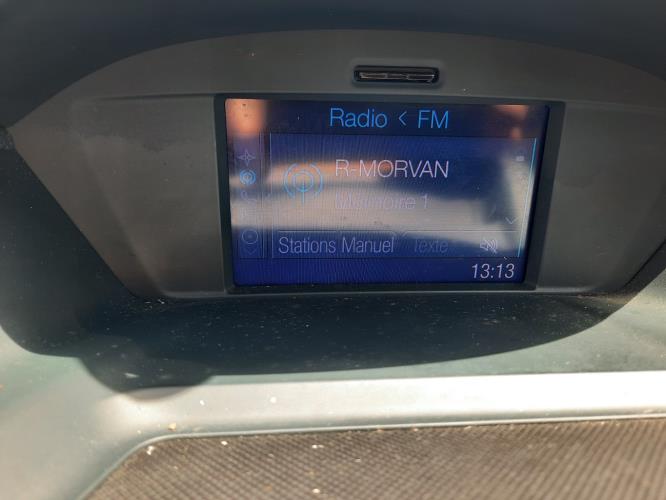 Radio < FM
R-MORVAN
Mémoire 1
Stations Manuel Texte
13:13